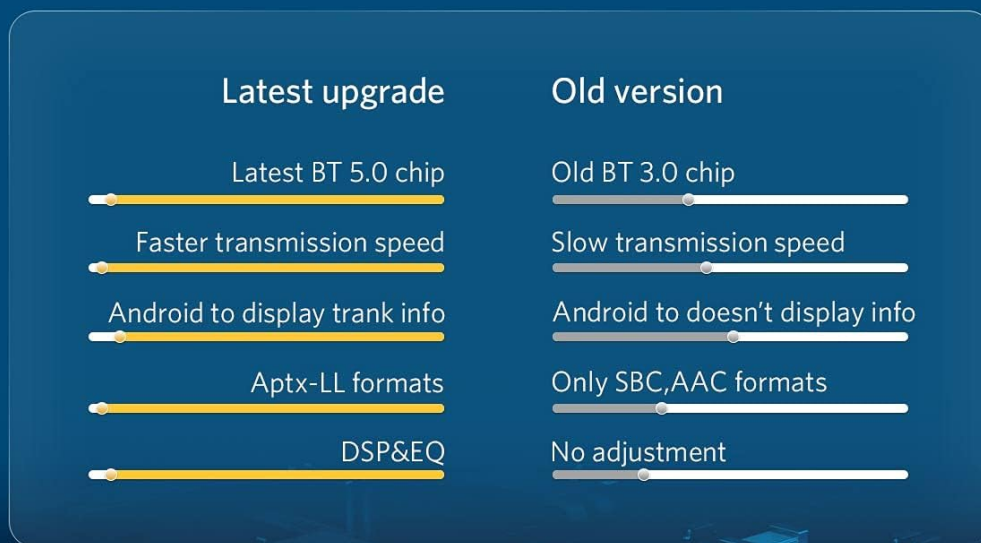 Latest upgrade
Old version
Latest BT 5.0 chip
Old BT 3.0 chip
Faster transmission speed
Slow transmission speed
Android to display trank info
Android to doesn't display info
Aptx-LL formats
Only SBC,AAC formats
DSP&EQ
No adjustment